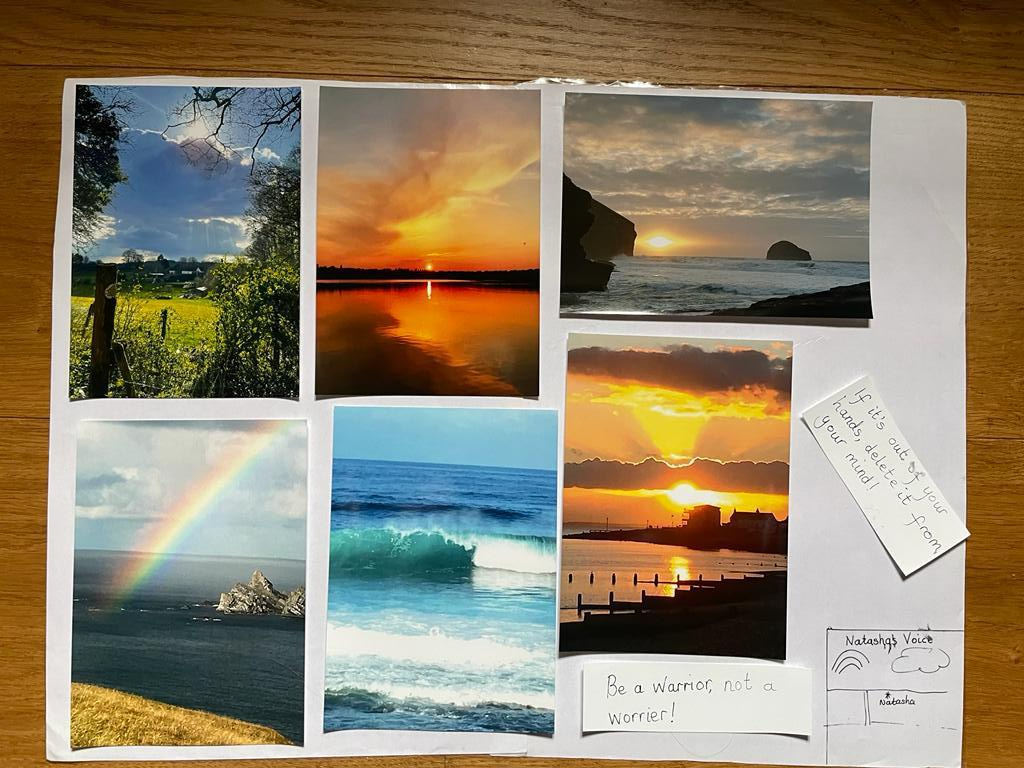 If it's out of your
hands, delete it from
your mind!
Be a Warrior, not a
worrier!
Natasha's Voice
Natasha